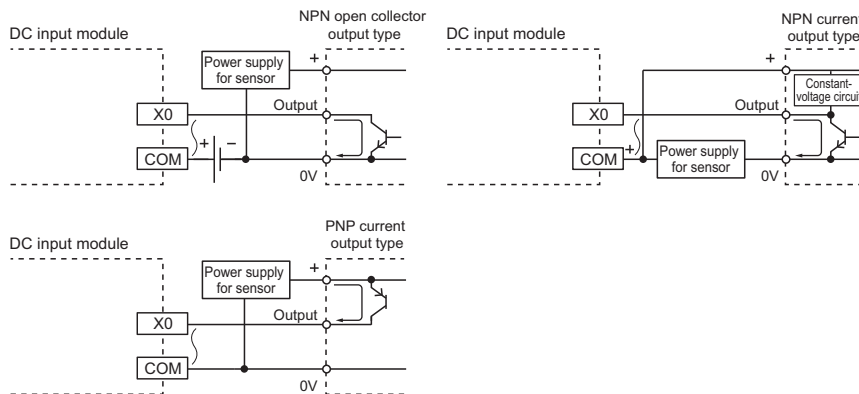 NPN open collector
output type
DC input module
Power supply
for sensor
+
X0
Output
+
−
COM
0V
NPN current
output type
DC input module
+
Constant-
voltage circuit
Output
X0
COM
+
Power supply
for sensor
0V
PNP current
output type
DC input module
Power supply
for sensor
+
Output
X0
COM
0V